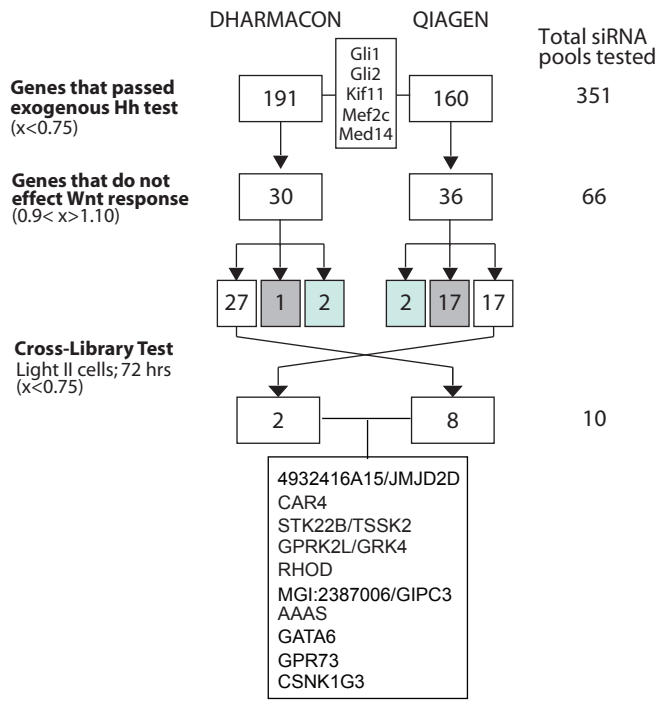 DHARMACON QIAGEN
Total siRNA
pools tested
Genes that passed
exogenous Hh test
(x<0.75)
191
Gli1
Gli2
Kif11
Mef2c
Med14
160
351
Genes that do not
effect Wnt response
(0.9< x>1.10)
30
36
66
27 1 2 2 17 17
Cross-Library Test
Light II cells; 72 hrs
(x<0.75)
2
8
10
4932416A15/JMJD2D
CAR4
STK22B/TSSK2
GPRK2L/GRK4
RHOD
MGI:2387006/GIPC3
AAAS
GATA6
GPR73
CSNK1G3